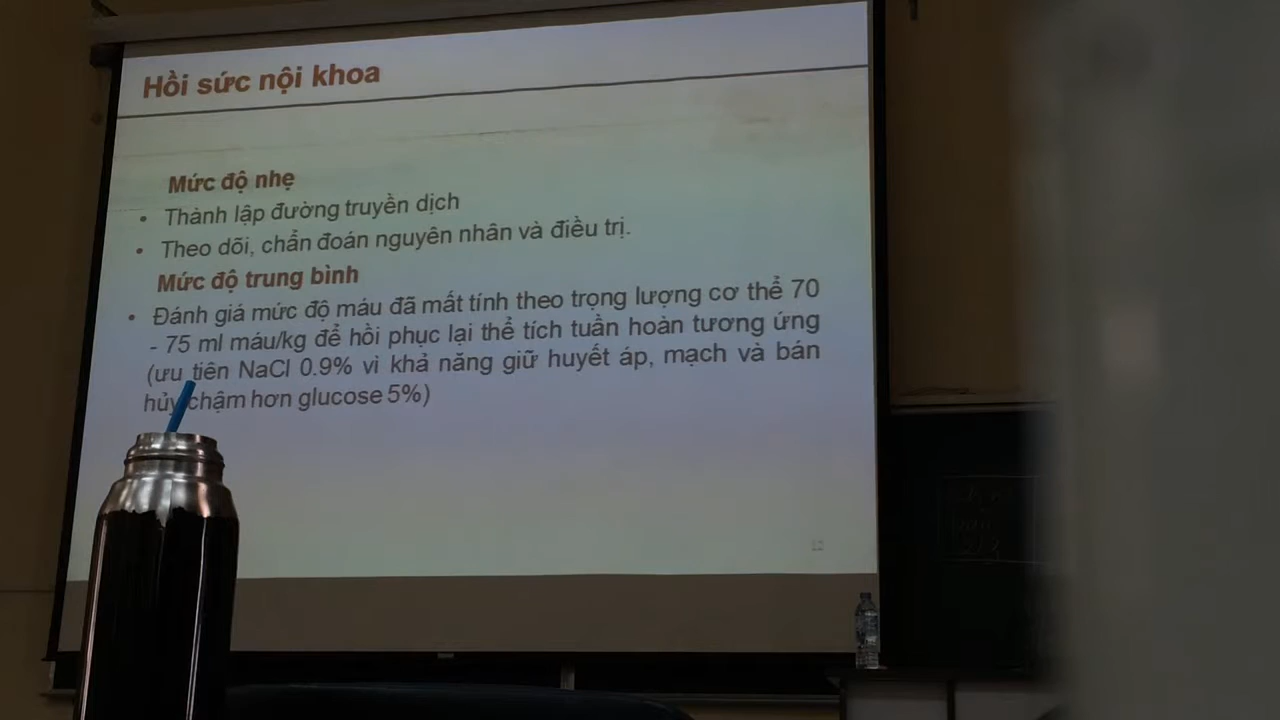 Hồi sức nội khoa
Mức độ nhẹ
• Thành lập đường truyền dịch
• Theo dõi, chẩn đoán nguyên nhân và điều trị.
Mức độ trung bình
• Đánh giá mức độ máu đã mất tính theo trọng lượng cơ thể 70
- 75 ml máu/kg để hồi phục lại thể tích tuần hoàn tương ứng
(ưu tiên NaCl 0.9% vì khả năng giữ huyết áp, mạch và bán
hủy chậm hơn glucose 5%)